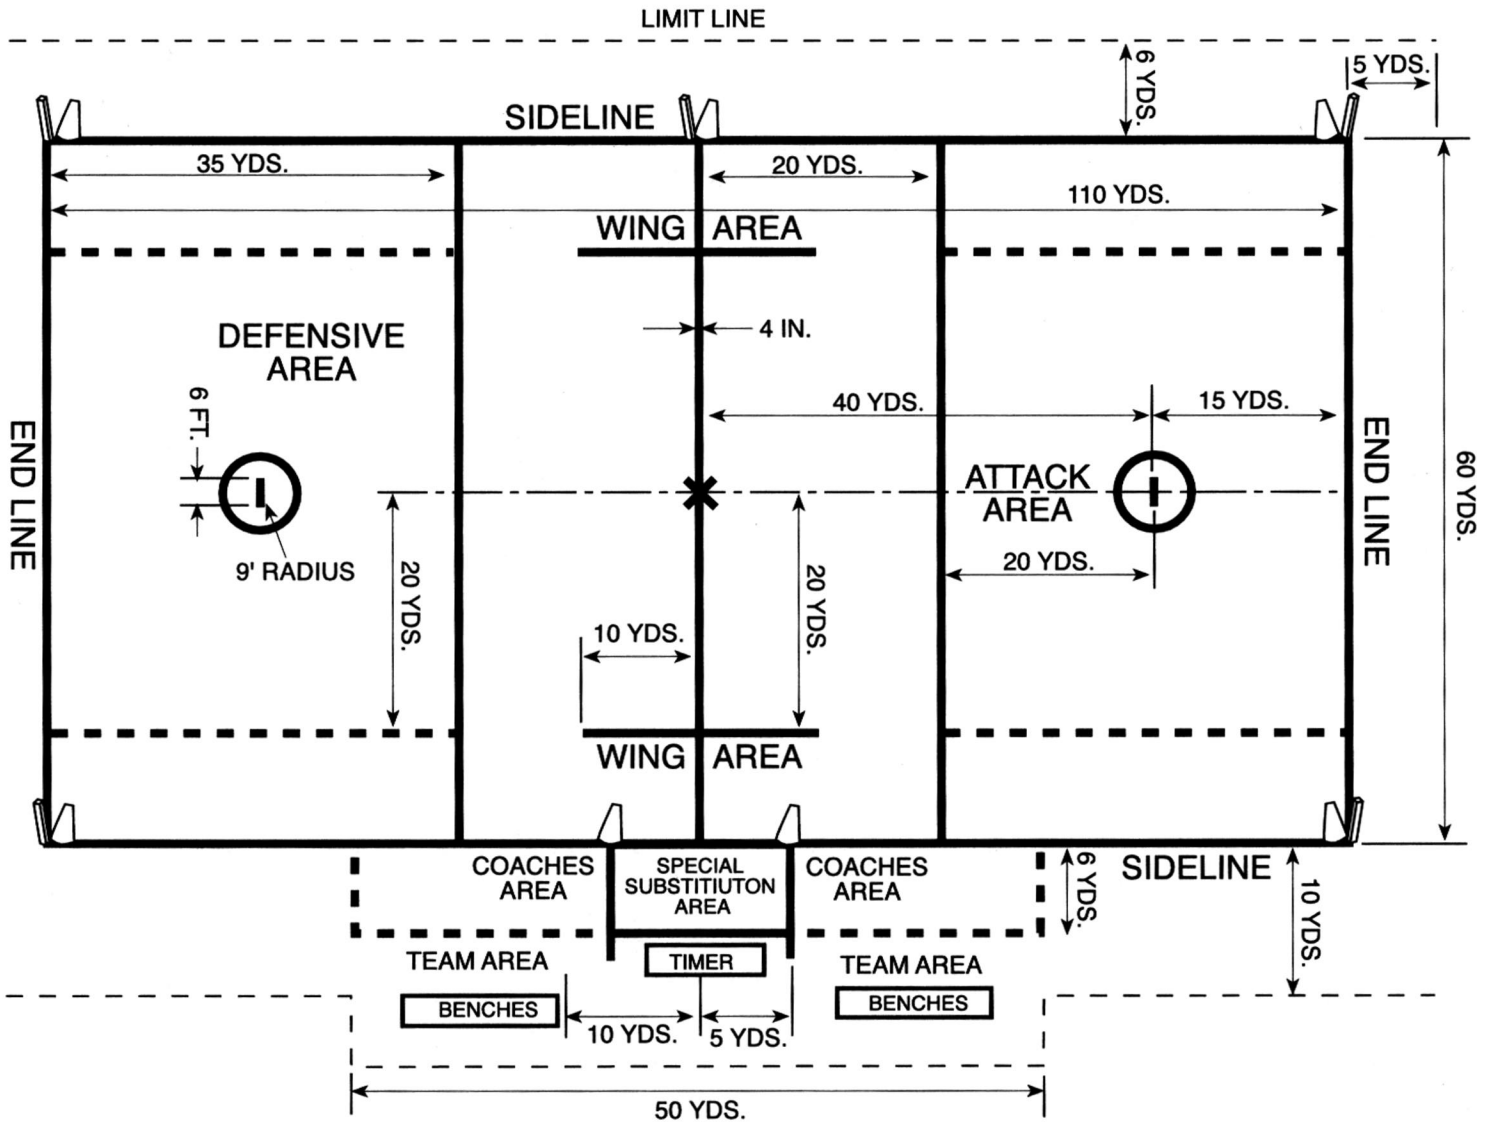 LIMIT LINE
6 YDS.
5 YDS.
SIDELINE
35 YDS.
20 YDS.
110 YDS.
WING AREA
4 IN.
DEFENSIVE
AREA
6 FT.
40 YDS.
15 YDS.
END LINE
ATTACK
AREA
END LINE
60 YDS.
9' RADIUS
20 YDS.
20 YDS.
20 YDS.
10 YDS.
WING AREA
COACHES
AREA
SPECIAL
SUBSTITIUTON
AREA
COACHES
AREA
6 YDS.
SIDELINE
10 YDS.
TEAM AREA
TIMER
TEAM AREA
BENCHES
BENCHES
10 YDS.
5 YDS.
50 YDS.